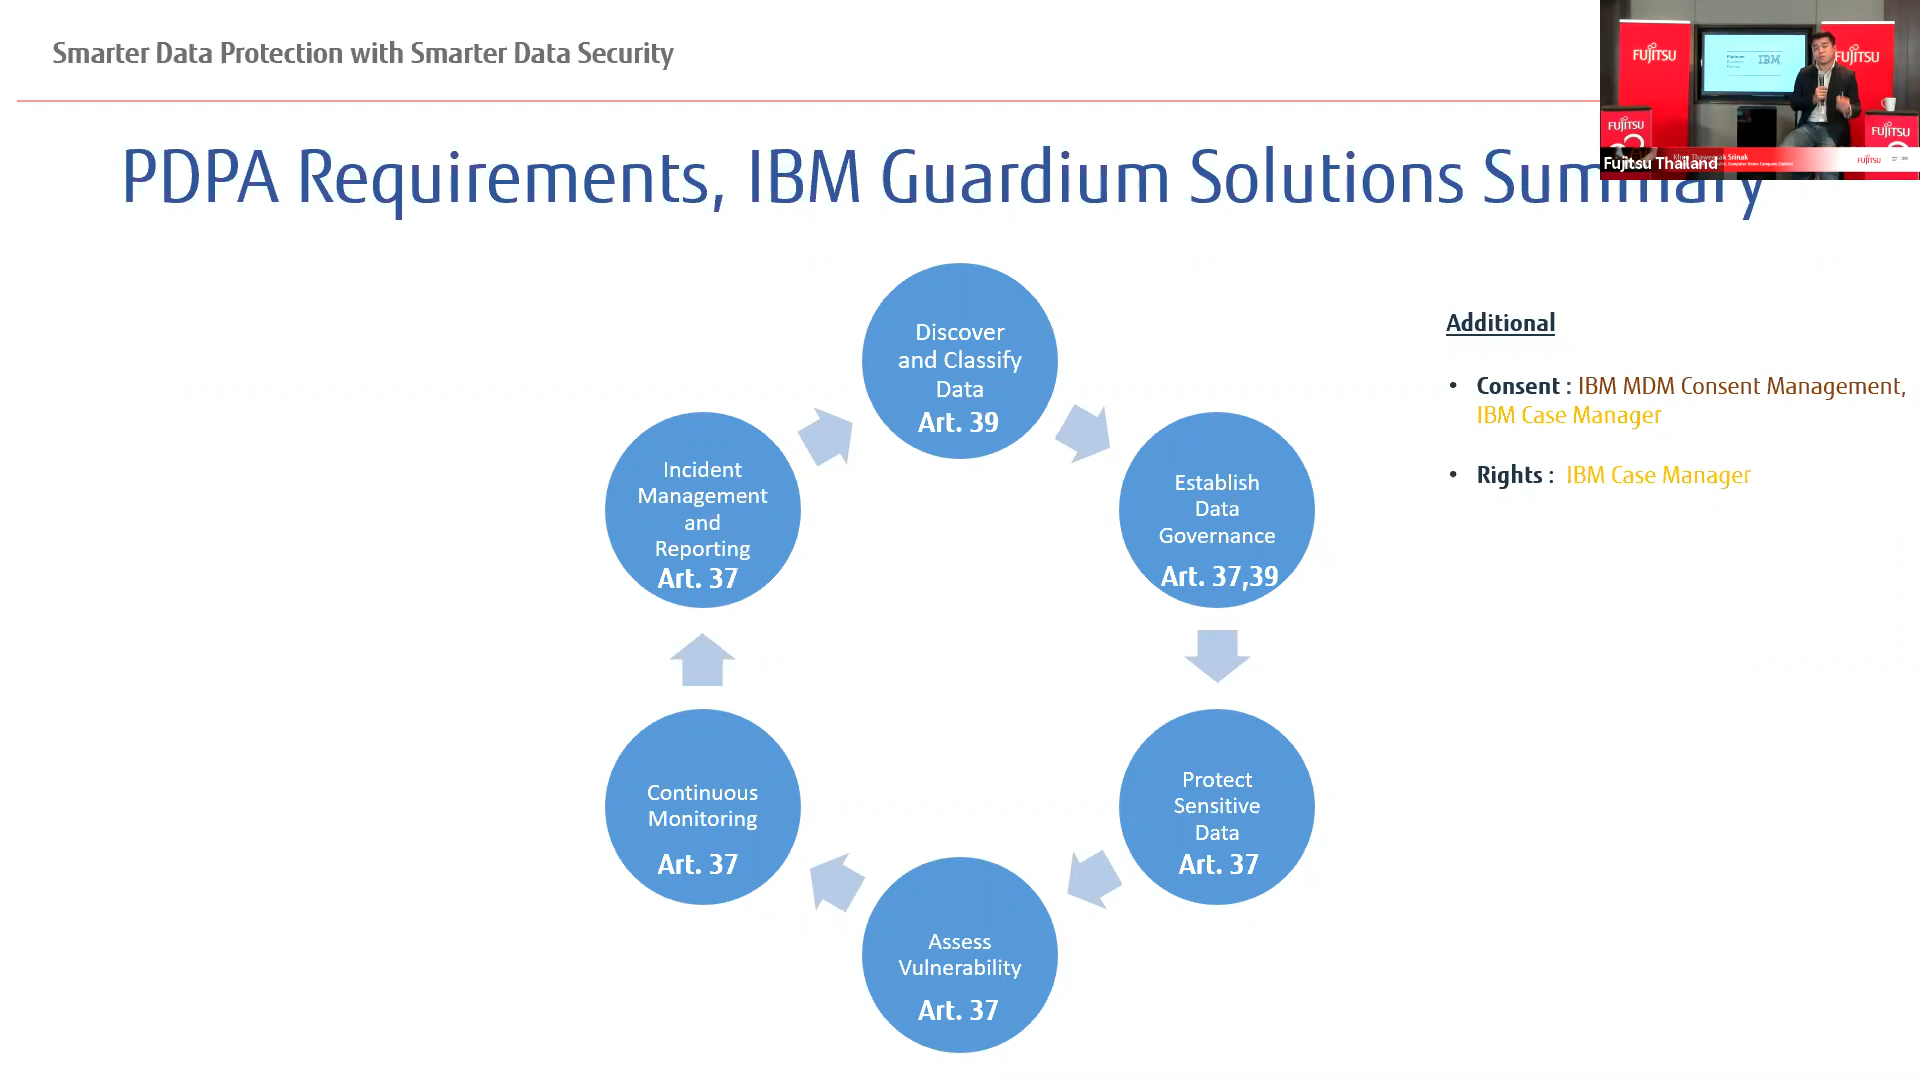 Smarter Data Protection with Smarter Data Security
FUJITSU
IBM
FUJITSU
FUJITSU
FUJITSU
Fujitsu Thailand
Srinak
FUJITSU
PDPA Requirements, IBM Guardium Solutions Summary
Discover
and Classify
Data
Art. 39
Additional
• Consent : IBM MDM Consent Management,
IBM Case Manager
• Rights : IBM Case Manager
Establish
Data
Governance
Art. 37,39
Protect
Sensitive
Data
Art. 37
Assess
Vulnerability
Art. 37
Continuous
Monitoring
Art. 37
Incident
Management
and
Reporting
Art. 37